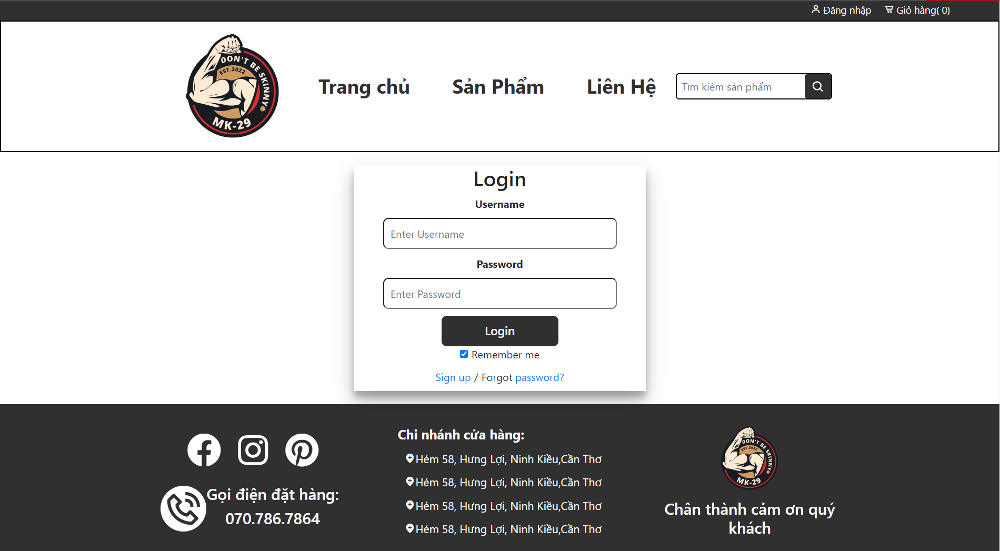 Đăng nhập
Giỏ hàng( 0)
DON'T BE SKINNY
EST.2022
MK-29
Trang chủ
Sản Phẩm
Liên Hệ
Tìm kiếm sản phẩm
Login
Username
Enter Username
Password
Enter Password
Login
Remember me
Sign up / Forgot password?
Gọi điện đặt hàng:
070.786.7864
Chi nhánh cửa hàng:
Hẻm 58, Hưng Lợi, Ninh Kiều,Cần Thơ
Hẻm 58, Hưng Lợi, Ninh Kiều,Cần Thơ
Hẻm 58, Hưng Lợi, Ninh Kiều,Cần Thơ
Hẻm 58, Hưng Lợi, Ninh Kiều,Cần Thơ
DON'T BE SKINNY
EST.2022
MK-29
Chân thành cảm ơn quý
khách